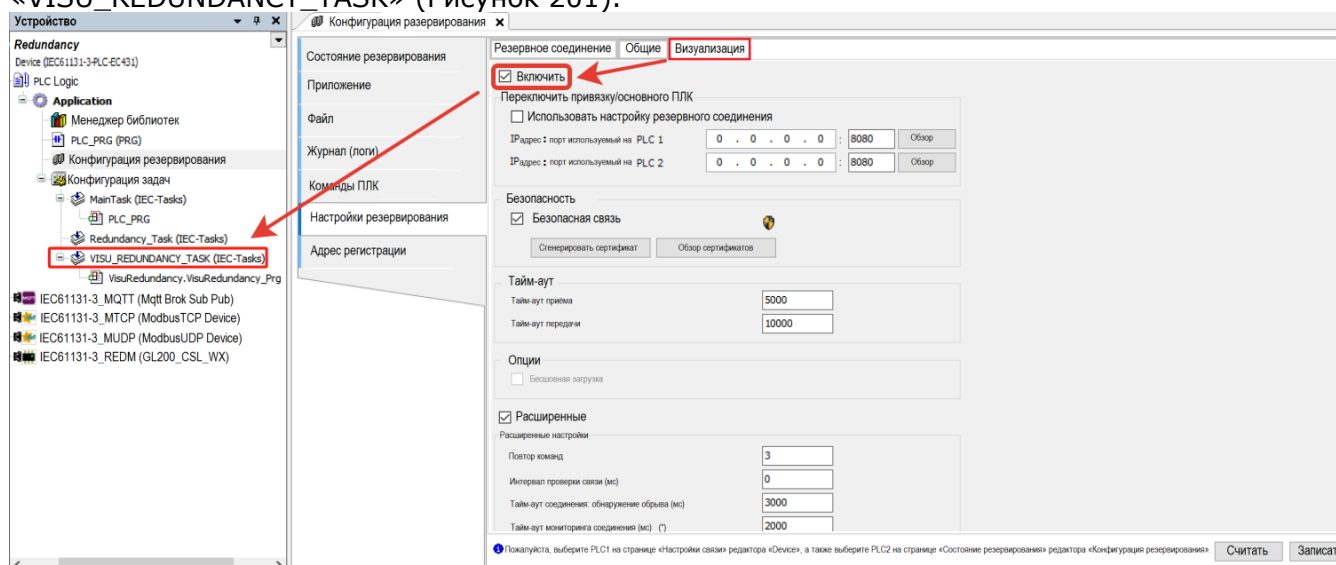 «VISU_REDUNDANCY_TASK» (Рисунок 201).
Устройство
Redundancy
Device (IEC61131-3-PLC-EC431)
PLC Logic
Application
Менеджер библиотек
PLC_PRG (PRG)
Конфигурация резервирования
Конфигурация задач
MainTask (IEC-Tasks)
PLC_PRG
Redundancy_Task (IEC-Tasks)
VISU_REDUNDANCY_TASK (IEC-Tasks)
VisuRedundancy.VisuRedundancy_Prg
IEC61131-3_MQTT (Mqtt Brok Sub Pub)
IEC61131-3_MTCP (ModbusTCP Device)
IEC61131-3_MUDP (ModbusUDP Device)
IEC61131-3_REDM (GL200_CSL_WX)
Конфигурация разервирования
Состояние резервирования
Приложение
Файл
Журнал (логи)
Команды ПЛК
Настройки резервирования
Адрес регистрации
Резервное соединение Общие Визуализация
Включить
Переключить привязку/основного ПЛК
Использовать настройку резервного соединения
IPадрес: порт используемый на PLC 1 0 . 0 . 0 . 0 : 8080 Обзор
IPадрес: порт используемый на PLC 2 0 . 0 . 0 . 0 : 8080 Обзор
Безопасность
Безопасная связь
Сгенерировать сертификат Обзор сертификатов
Тайм-аут
Тайм-аут приема 5000
Тайм-аут передачи 10000
Опции
Бесшовная загрузка
Расширенные
Расширенные настройки
Повтор команд 3
Интервал проверки связи (мс) 0
Тайм-аут соединения: обнаружение обрыва (мс) 3000
Тайм-аут мониторинга соединения (мс) (*) 2000
Пожалуйста, выберите PLC1 на странице «Настройки связи» редактора «Device», а также выберите PLC2 на странице «Состояние резервирования» редактора «Конфигурация резервирования». Считать Записат